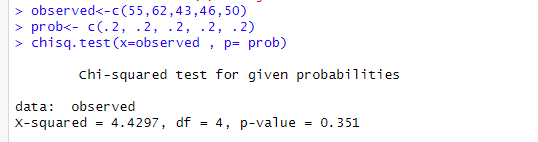 > observed<-c(55,62,43,46,50)
> prob<- c(.2, .2, .2, .2, .2)
> chisq.test(x=observed , p= prob)
Chi-squared test for given probabilities
data:  observed
X-squared = 4.4297, df = 4, p-value = 0.351